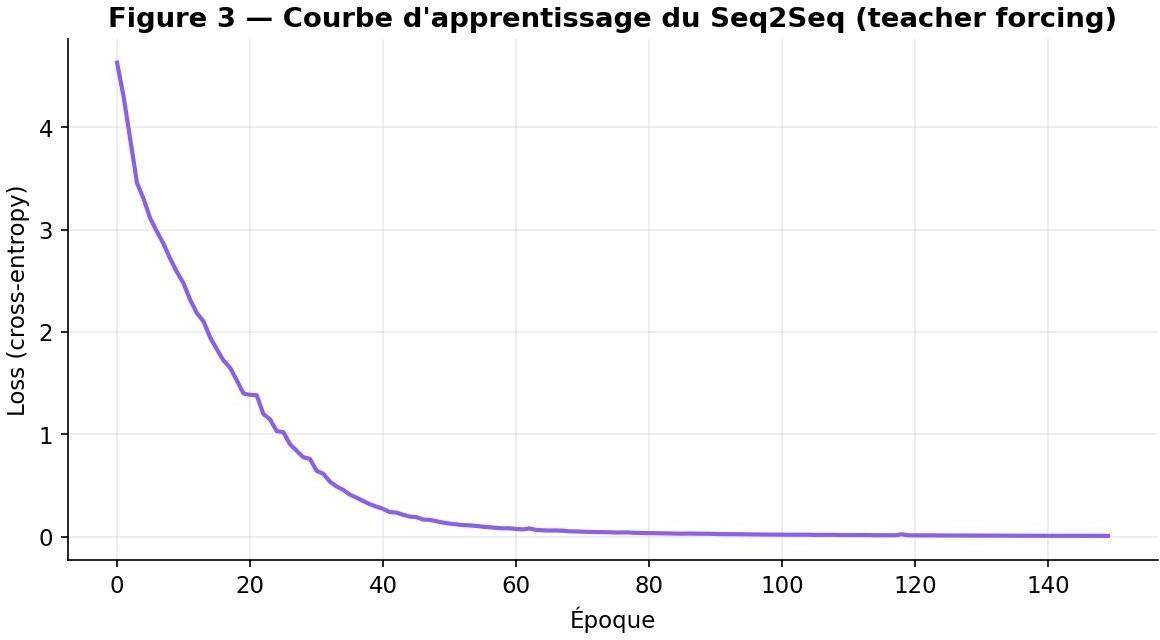 Figure 3 — Courbe d'apprentissage du Seq2Seq (teacher forcing)
Loss (cross-entropy)
4
3
2
1
0
0 20 40 60 80 100 120 140
Époque